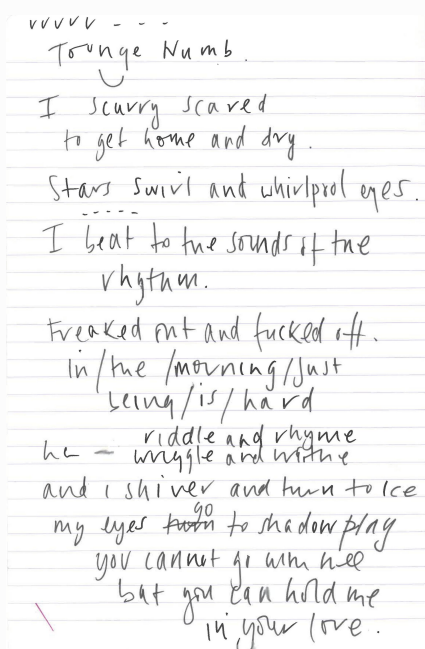 Tounge Numb.
I scurry scared
to get home and dry.
Stars swirl and whirlprol eyes.
I beat to the sounds of the
rhythm.
Freaked out and fucked off.
in/the/morning/just
being/is/hard
riddle and rhyme
wriggle and writhe
and i shiver and turn to Ice
my eyes go to shadow play
you cannot go with me
but you can hold me
in your love.